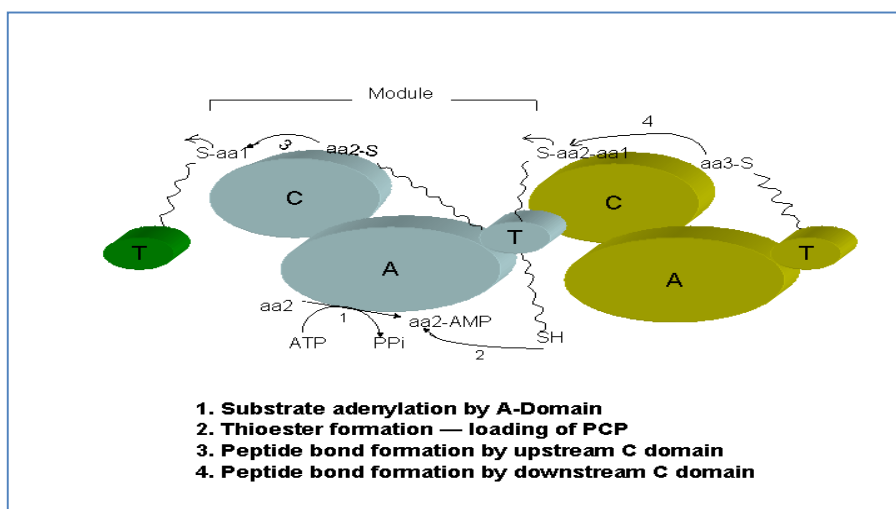 Module
4
S-aa1
3
aa2-S
S-aa2-aa1
aa3-S
C
C
T
T
T
A
A
aa2
1
aa2-AMP
ATP
PPi
2
SH
1. Substrate adenylation by A-Domain
2. Thioester formation — loading of PCP
3. Peptide bond formation by upstream C domain
4. Peptide bond formation by downstream C domain